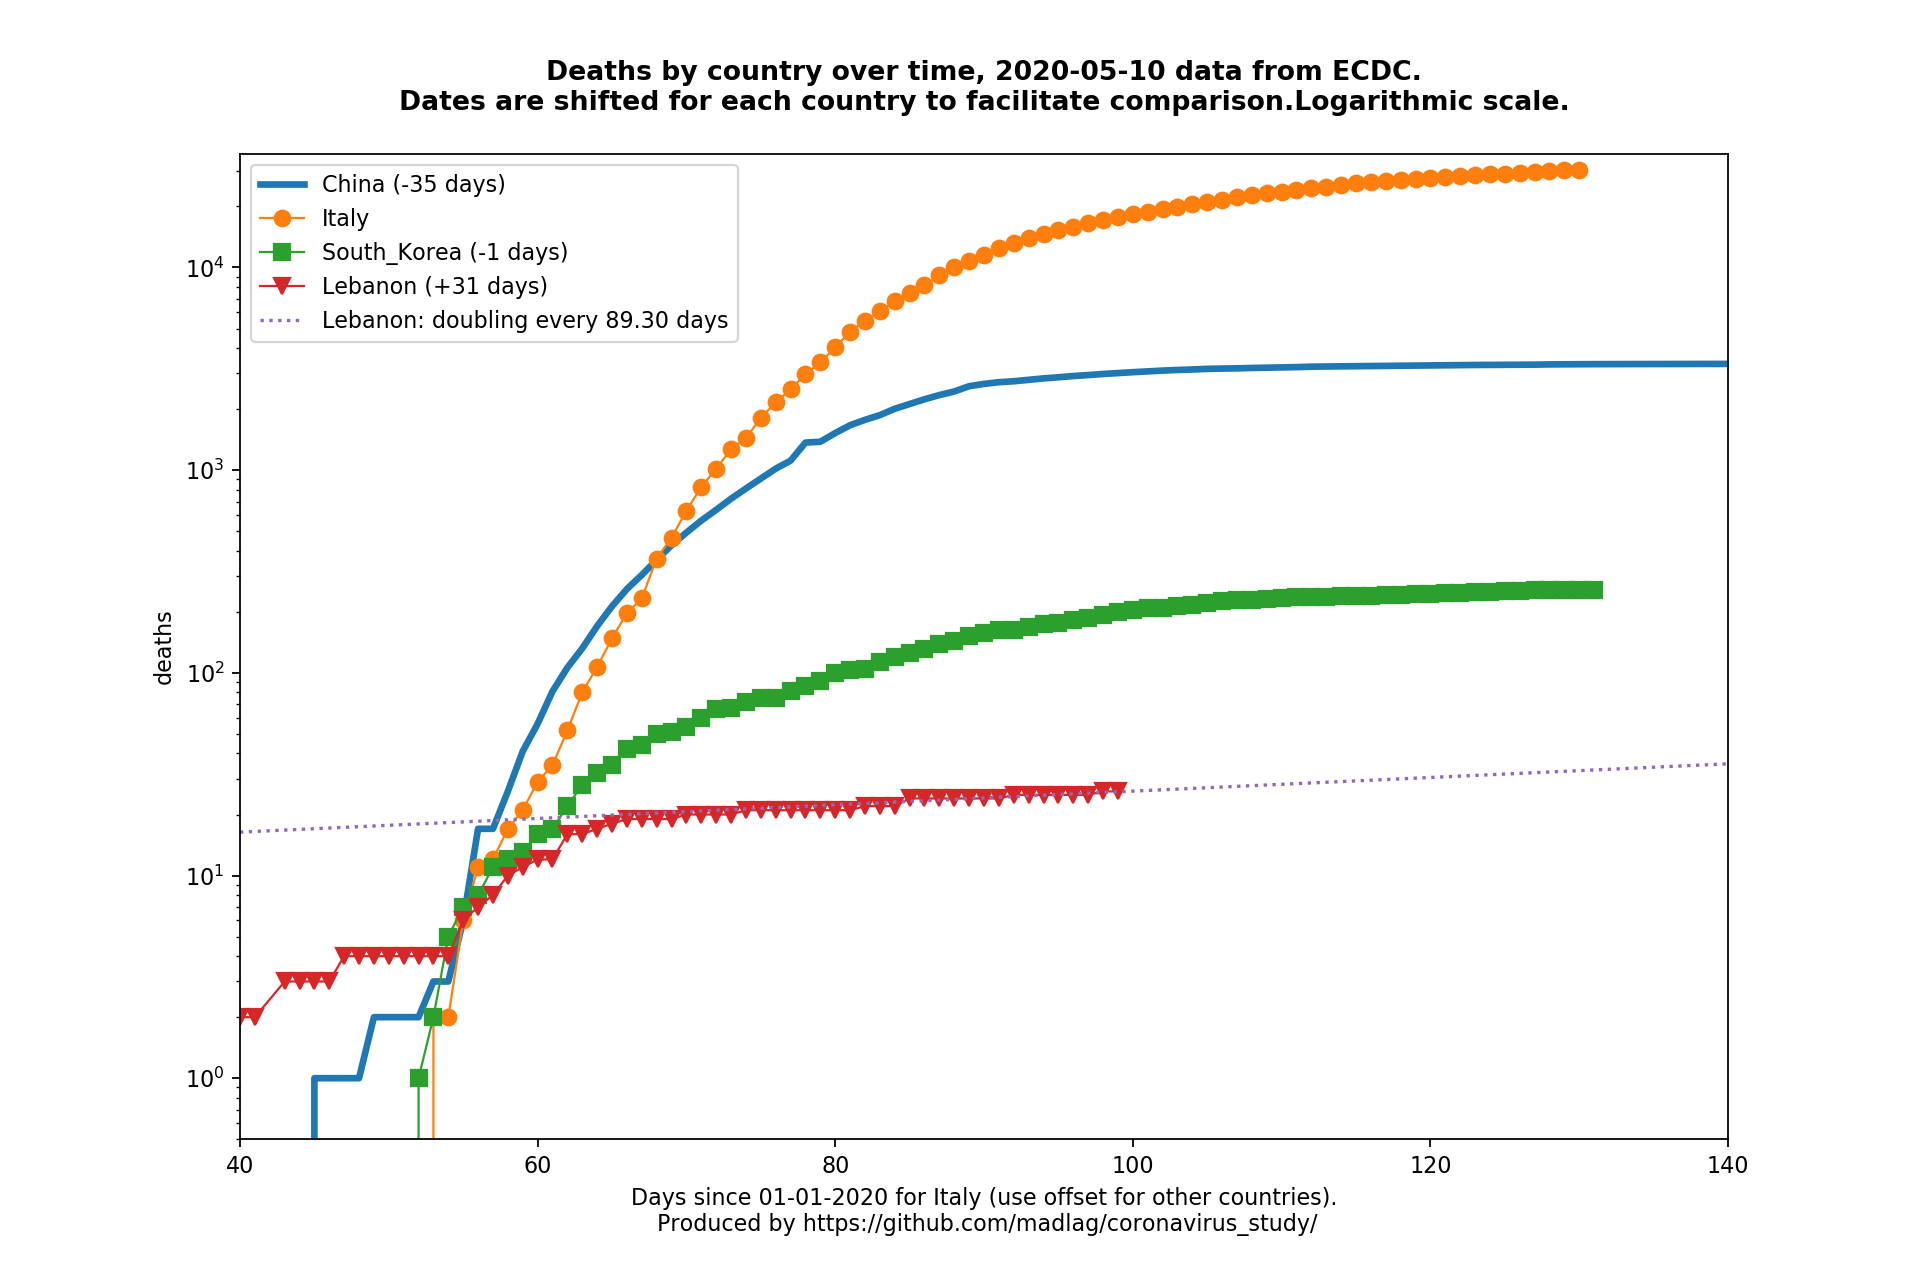 Deaths by country over time, 2020-05-10 data from ECDC.
Dates are shifted for each country to facilitate comparison.Logarithmic scale.
China (-35 days)
Italy
South_Korea (-1 days)
Lebanon (+31 days)
Lebanon: doubling every 89.30 days
deaths
10⁴
10³
10²
10¹
10⁰
40 60 80 100 120 140
Days since 01-01-2020 for Italy (use offset for other countries).
Produced by https://github.com/madlag/coronavirus_study/